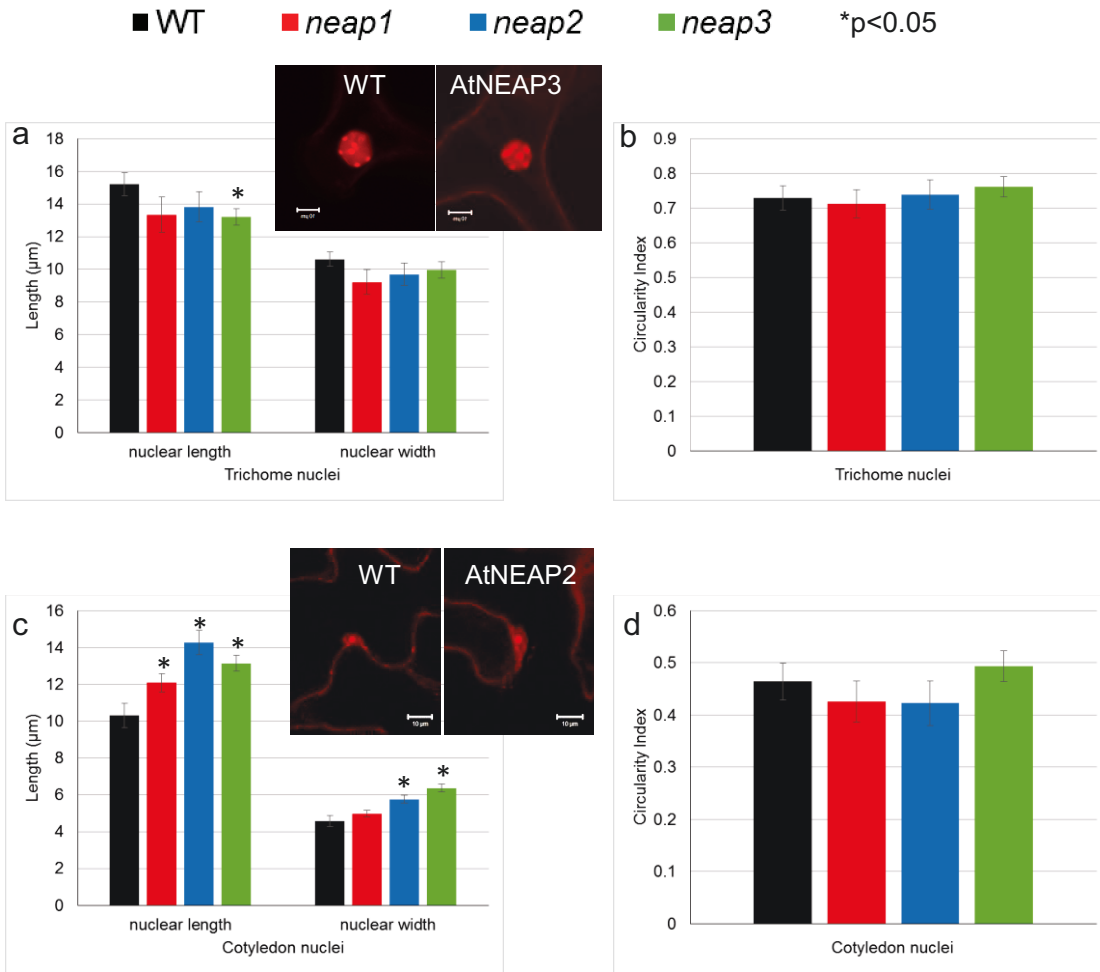 WT neap1 neap2 neap3 *p<0.05
WT AtNEAP3
a
18
16
14
12
10
8
6
4
2
0
Length (µm)
*
10 µm
nuclear length nuclear width
Trichome nuclei
b
0.9
0.8
0.7
0.6
0.5
0.4
0.3
0.2
0.1
0
Circularity Index
Trichome nuclei
WT AtNEAP2
10 µm 10 µm
c
16
14
12
10
8
6
4
2
0
Length (µm)
* * *
* *
nuclear length nuclear width
Cotyledon nuclei
d
0.6
0.5
0.4
0.3
0.2
0.1
0
Circularity Index
Cotyledon nuclei